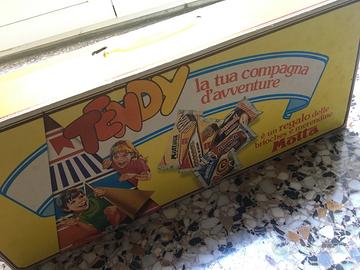 TENDY
la tua compagna
d'avventure
è un regalo delle
brioches e merendine
Motta